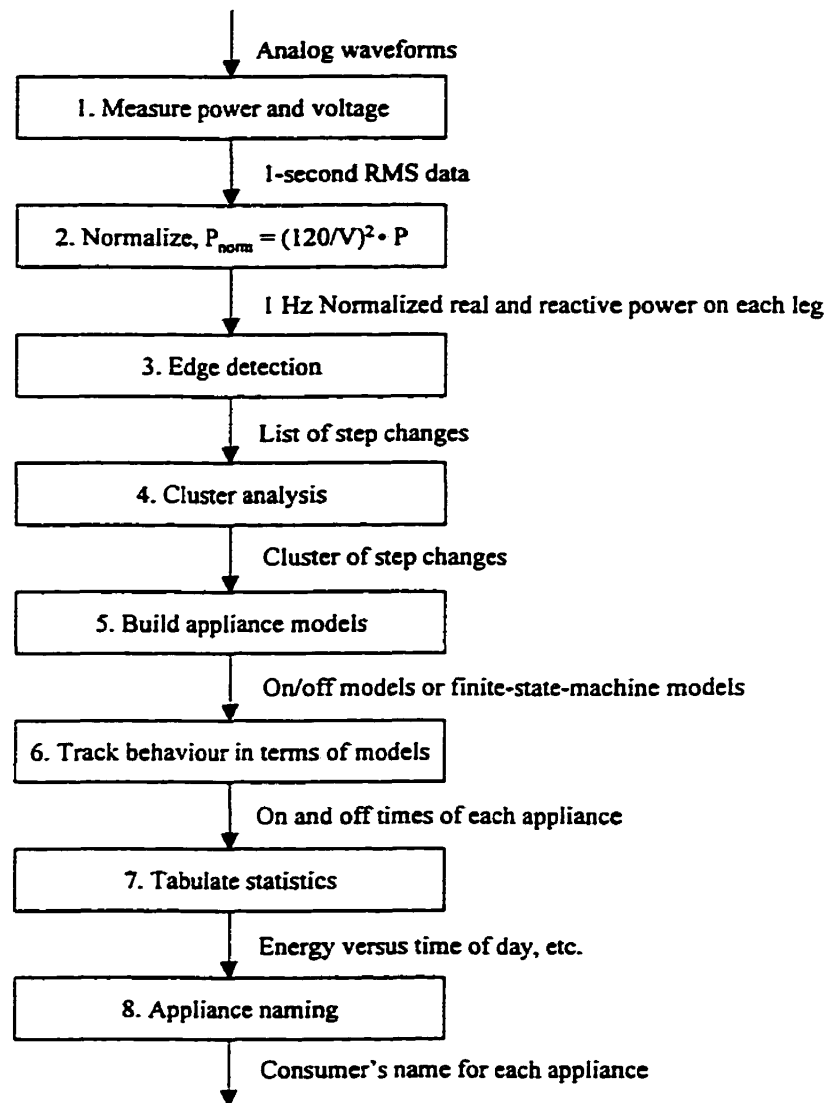 Analog waveforms
1. Measure power and voltage
1-second RMS data
2. Normalize, Pnorm = (120/V)² • P
1 Hz Normalized real and reactive power on each leg
3. Edge detection
List of step changes
4. Cluster analysis
Cluster of step changes
5. Build appliance models
On/off models or finite-state-machine models
6. Track behaviour in terms of models
On and off times of each appliance
7. Tabulate statistics
Energy versus time of day, etc.
8. Appliance naming
Consumer's name for each appliance